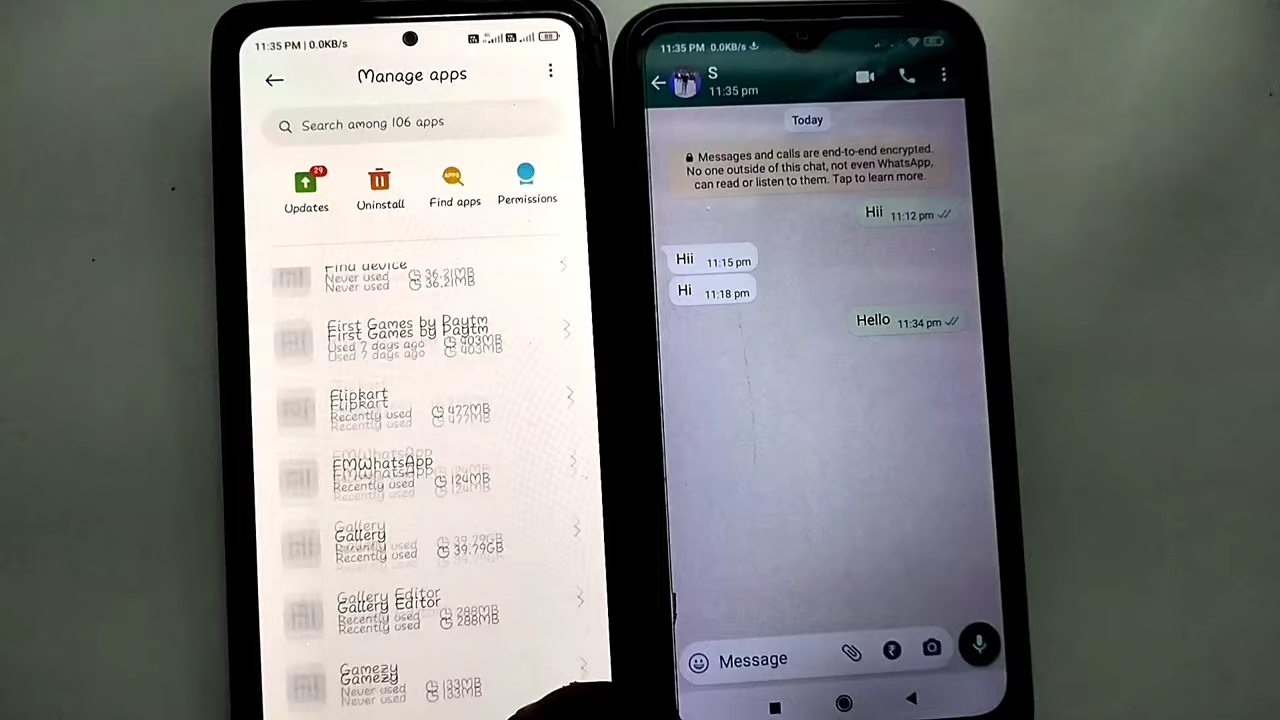 11:35 PM | 0.0KB/s
88
Manage apps
Search among 106 apps
29
APPS
Updates
Uninstall
Find apps
Permissions
Find device
Never used 36.21MB
First Games by Paytm
Used 7 days ago 403MB
Flipkart
Recently used 477MB
FMWhatsApp
Recently used 124MB
Gallery
Recently used 39.79GB
Gallery Editor
Recently used 288MB
Gamezy
Never used 133MB
11:35 PM 0.0KB/s
S
11:35 pm
Today
Messages and calls are end-to-end encrypted.
No one outside of this chat, not even WhatsApp,
can read or listen to them. Tap to learn more.
Hii 11:12 pm
Hii 11:15 pm
Hi 11:18 pm
Hello 11:34 pm
Message
₹